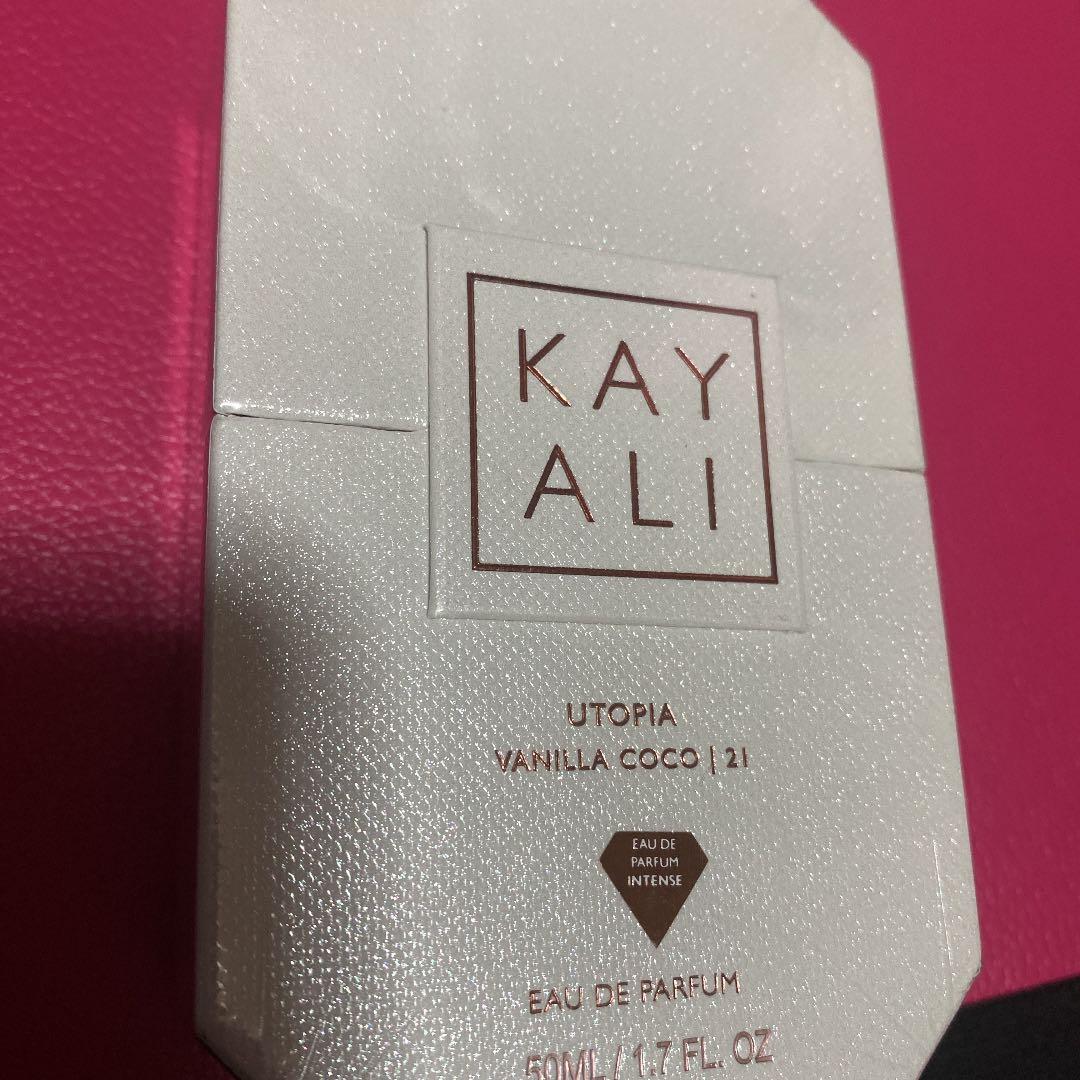 KAY
ALI
UTOPIA
VANILLA COCO | 21
EAU DE
PARFUM
INTENSE
EAU DE PARFUM
50ML / 1.7 FL. OZ